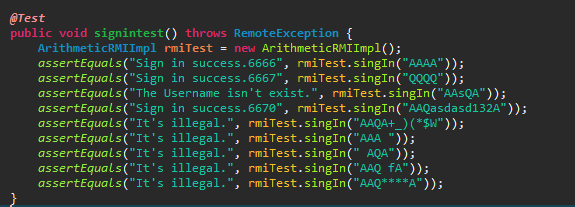 @Test
public void signintest() throws RemoteException {
ArithmeticRMIImpl rmiTest = new ArithmeticRMIImpl();
assertEquals("Sign in success.6666", rmiTest.singIn("AAAA"));
assertEquals("Sign in success.6667", rmiTest.singIn("QQQQ"));
assertEquals("The Username isn't exist.", rmiTest.singIn("AAsQA"));
assertEquals("Sign in success.6670", rmiTest.singIn("AAQasdasd132A"));
assertEquals("It's illegal.", rmiTest.singIn("AAQA+_)(*$W"));
assertEquals("It's illegal.", rmiTest.singIn("AAA "));
assertEquals("It's illegal.", rmiTest.singIn(" AQA"));
assertEquals("It's illegal.", rmiTest.singIn("AAQ fA"));
assertEquals("It's illegal.", rmiTest.singIn("AAQ****A"));
}